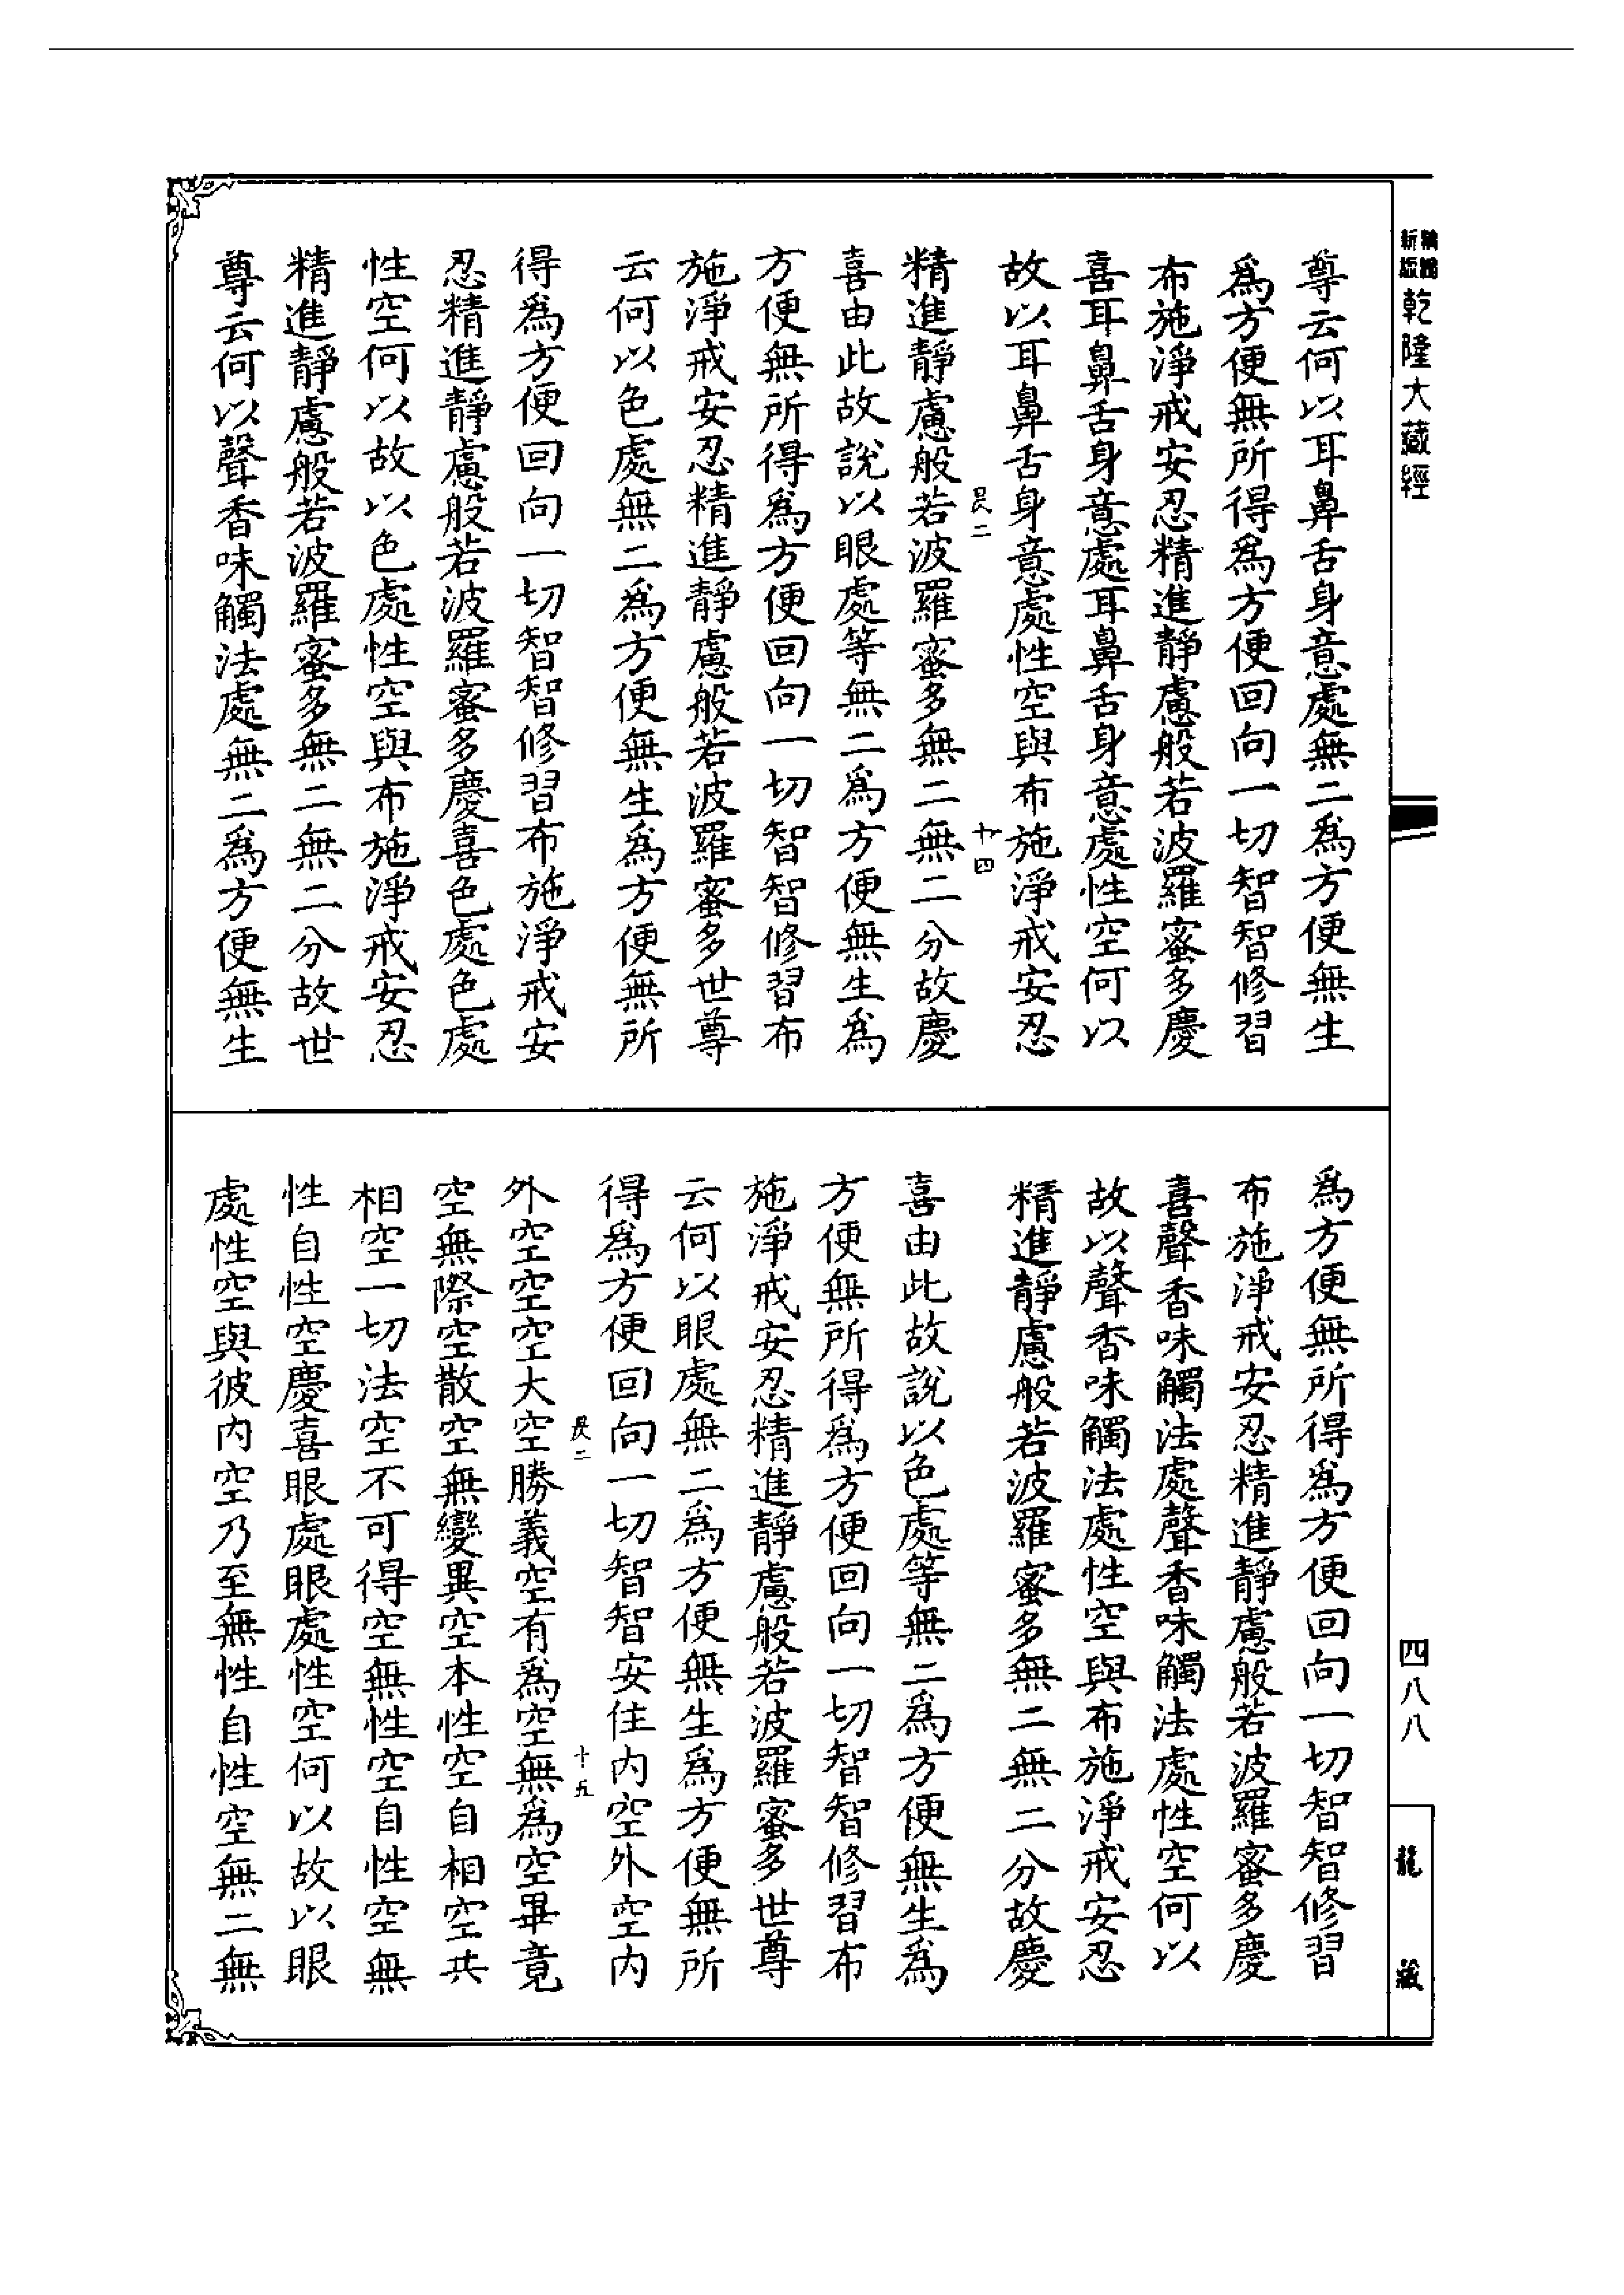 乾隆大藏經
尊云何以耳鼻舌身意處無二爲方便無生
爲方便無所得爲方便回向一切智智修習
布施淨戒安忍精進靜慮般若波羅蜜多慶
喜耳鼻舌身意處耳鼻舌身意處性空何以
故以耳鼻舌身意處性空與布施淨戒安忍
二
十四
精進靜慮般若波羅蜜多無二無二分故慶
喜由此故說以眼處等無二爲方便無生爲
方便無所得爲方便回向一切智智修習布
施淨戒安忍精進靜慮般若波羅蜜多世尊
云何以色處無二爲方便無生爲方便無所
得爲方便回向一切智智修習布施淨戒安
忍精進靜慮般若波羅蜜多慶喜色處色處
性空何以故以色處性空與布施淨戒安忍
精進靜慮般若波羅蜜多無二無二分故世
尊云何以聲香味觸法處無二爲方便無生
爲方便無所得爲方便回向一切智智修習
布施淨戒安忍精進靜慮般若波羅蜜多慶
喜聲香味觸法處聲香味觸法處性空何以
故以聲香味觸法處性空與布施淨戒安忍
精進靜慮般若波羅蜜多無二無二分故慶
喜由此故說以色處等無二爲方便無生爲
方便無所得爲方便回向一切智智修習布
施淨戒安忍精進靜慮般若波羅蜜多世尊
云何以眼處無二爲方便無生爲方便無所
得爲方便回向一切智智安住內空外空內
二
十五
外空空空大空勝義空有爲空無爲空畢竟
空無際空散空無變異空本性空自相空共
相空一切法空不可得空無性空自性空無
性自性空慶喜眼處眼處性空何以故以眼
處性空與彼內空乃至無性自性空無二無
四八八
龍藏